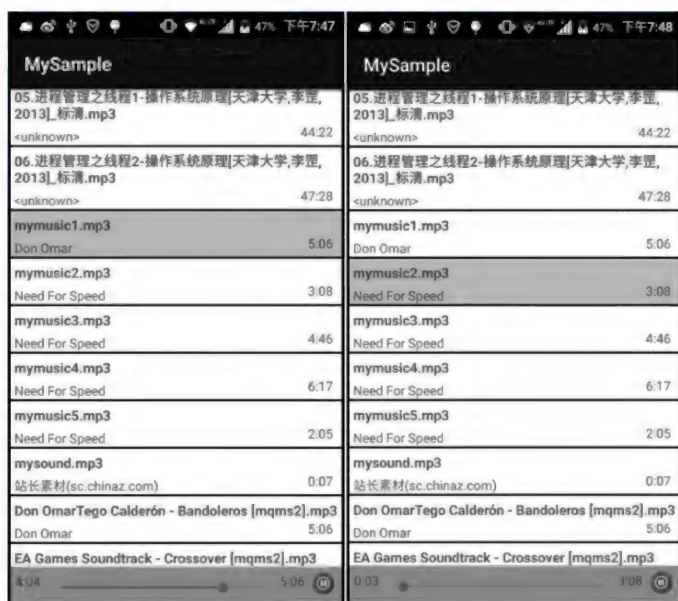 47% 下午7:47
MySample
05.进程管理之线程1-操作系统原理[天津大学,李罡,
2013]_标清.mp3
<unknown> 44:22
06.进程管理之线程2-操作系统原理[天津大学,李罡,
2013]_标清.mp3
<unknown> 47:28
mymusic1.mp3
Don Omar 5:06
mymusic2.mp3
Need For Speed 3:08
mymusic3.mp3
Need For Speed 4:46
mymusic4.mp3
Need For Speed 6:17
mymusic5.mp3
Need For Speed 2:05
mysound.mp3
站长素材(sc.chinaz.com) 0:07
Don OmarTego Calderón - Bandoleros [mqms2].mp3
Don Omar 5:06
EA Games Soundtrack - Crossover [mqms2].mp3
4:04 5:06
47% 下午7:48
MySample
05.进程管理之线程1-操作系统原理[天津大学,李罡,
2013]_标清.mp3
<unknown> 44:22
06.进程管理之线程2-操作系统原理[天津大学,李罡,
2013]_标清.mp3
<unknown> 47:28
mymusic1.mp3
Don Omar 5:06
mymusic2.mp3
Need For Speed 3:08
mymusic3.mp3
Need For Speed 4:46
mymusic4.mp3
Need For Speed 6:17
mymusic5.mp3
Need For Speed 2:05
mysound.mp3
站长素材(sc.chinaz.com) 0:07
Don OmarTego Calderón - Bandoleros [mqms2].mp3
Don Omar 5:06
EA Games Soundtrack - Crossover [mqms2].mp3
0:03 3:08